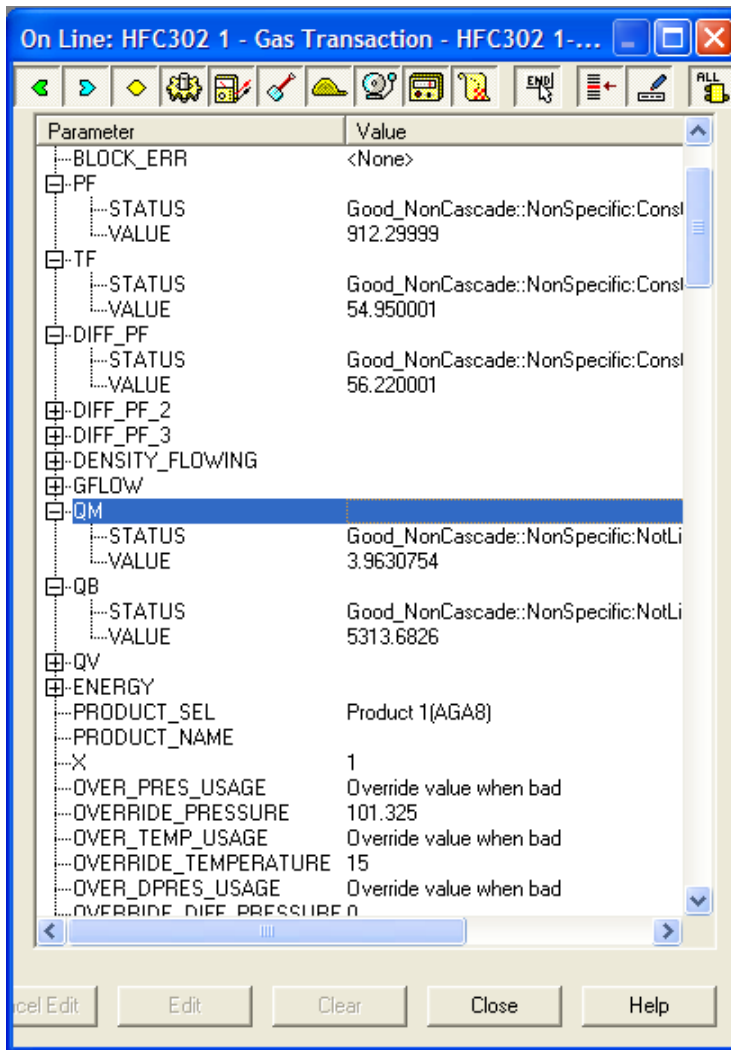 On Line: HFC302 1 - Gas Transaction - HFC302 1-...
END
ALL
Parameter Value
BLOCK_ERR <None>
PF
STATUS Good_NonCascade::NonSpecific:Const
VALUE 912.29999
TF
STATUS Good_NonCascade::NonSpecific:Const
VALUE 54.950001
DIFF_PF
STATUS Good_NonCascade::NonSpecific:Const
VALUE 56.220001
DIFF_PF_2
DIFF_PF_3
DENSITY_FLOWING
GFLOW
QM
STATUS Good_NonCascade::NonSpecific:NotLi
VALUE 3.9630754
QB
STATUS Good_NonCascade::NonSpecific:NotLi
VALUE 5313.6826
QV
ENERGY
PRODUCT_SEL Product 1(AGA8)
PRODUCT_NAME
X 1
OVER_PRES_USAGE Override value when bad
OVERRIDE_PRESSURE 101.325
OVER_TEMP_USAGE Override value when bad
OVERRIDE_TEMPERATURE 15
OVER_DPRES_USAGE Override value when bad
OVERRIDE_DIFF_PRESSURE 0
cel Edit Edit Clear Close Help